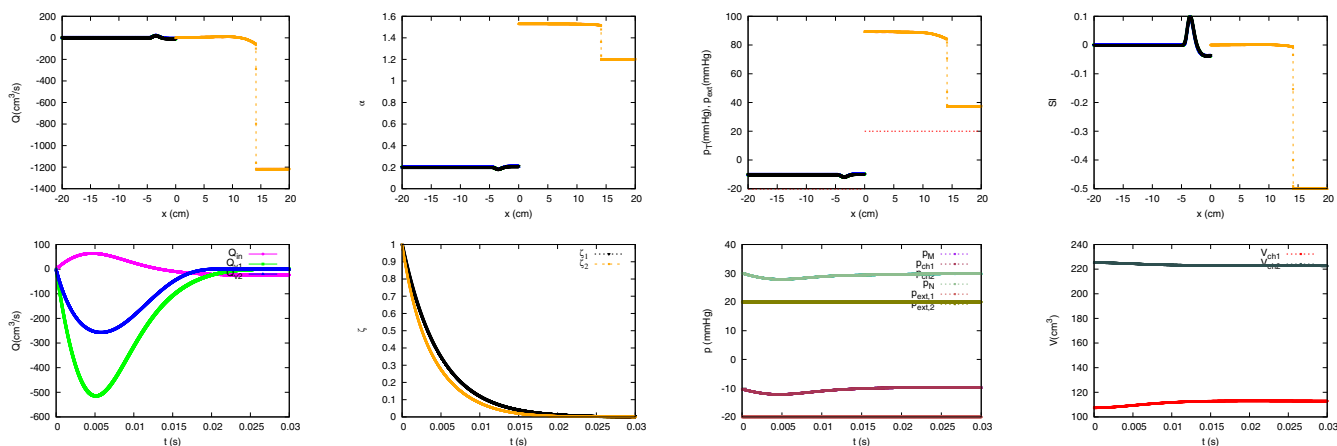 200
0
-200
-400
-600
-800
-1000
-1200
-1400
Q(cm³/s)
-20 -15 -10 -5 0 5 10 15 20
x (cm)
1.6
1.4
1.2
1
0.8
0.6
0.4
0.2
0
α
-20 -15 -10 -5 0 5 10 15 20
x (cm)
100
80
60
40
20
0
-20
p_T(mmHg), p_ext(mmHg)
-20 -15 -10 -5 0 5 10 15 20
x (cm)
0.1
0
-0.1
-0.2
-0.3
-0.4
-0.5
SI
-20 -15 -10 -5 0 5 10 15 20
x (cm)
100
0
-100
-200
-300
-400
-500
-600
Q(cm³/s)
Q_in
0 0.005 0.01 0.015 0.02 0.025 0.03
t (s)
1
0.9
0.8
0.7
0.6
0.5
0.4
0.3
0.2
0.1
0
ζ
ζ_1
ζ_2
0 0.005 0.01 0.015 0.02 0.025 0.03
t (s)
40
30
20
10
0
-10
-20
p (mmHg)
p_M
p_ch1
p_N
p_ext,1
p_ext,2
0 0.005 0.01 0.015 0.02 0.025 0.03
t (s)
240
220
200
180
160
140
120
100
V(cm³)
V_ch1
V_ch2
0 0.005 0.01 0.015 0.02 0.025 0.03
t (s)